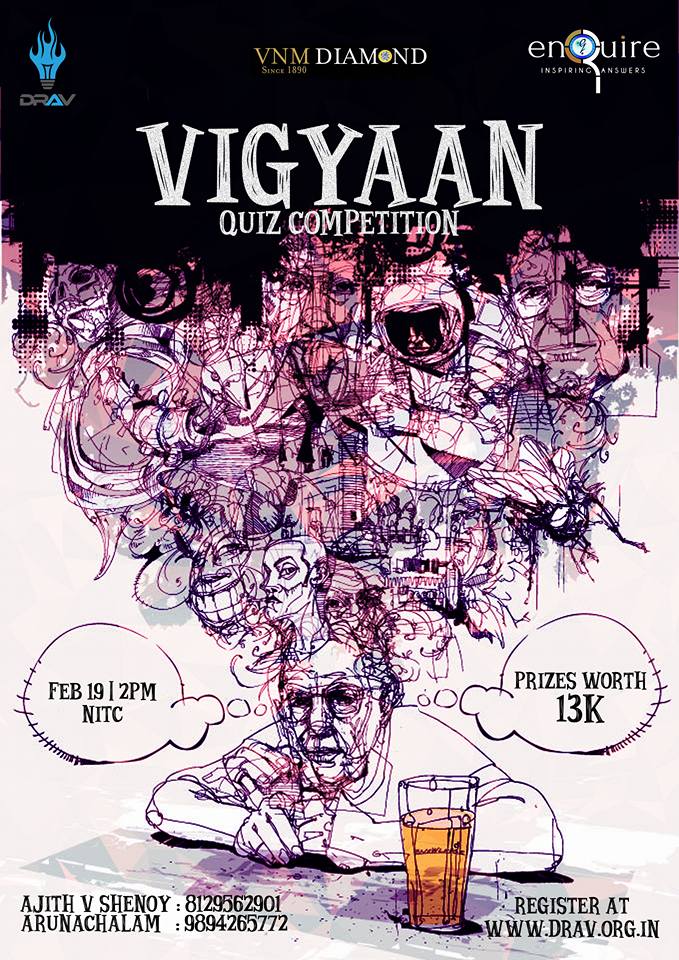 DRAV
VNM DIAMOND
SINCE 1890
enQuire
INSPIRING ANSWERS
VIGYAAN
QUIZ COMPETITION
FEB 19 | 2PM
NITC
PRIZES WORTH
13K
AJITH V SHENOY : 8129562901
ARUNACHALAM : 9894265772
REGISTER AT
WWW.DRAV.ORG.IN